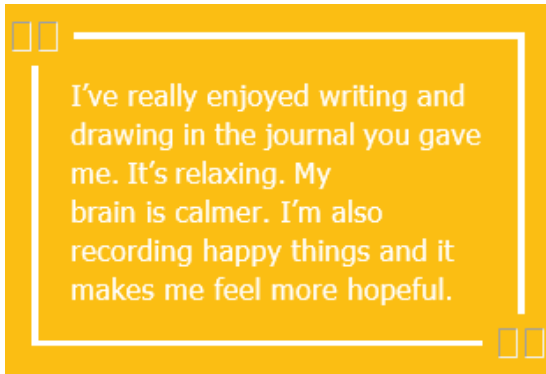 I’ve really enjoyed writing and
drawing in the journal you gave
me. It’s relaxing. My
brain is calmer. I’m also
recording happy things and it
makes me feel more hopeful.